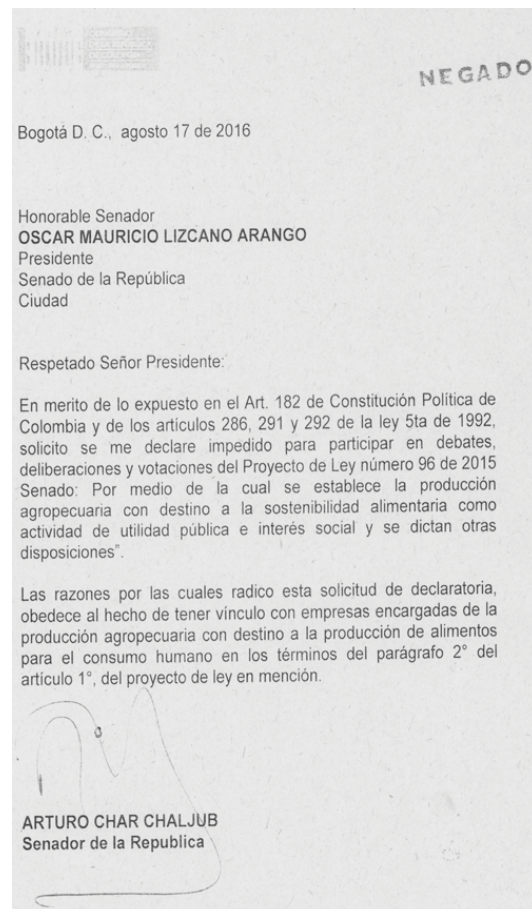 NEGADO
Bogotá D. C., agosto 17 de 2016
Honorable Senador
OSCAR MAURICIO LIZCANO ARANGO
Presidente
Senado de la República
Ciudad
Respetado Señor Presidente:
En merito de lo expuesto en el Art. 182 de Constitución Política de
Colombia y de los artículos 286, 291 y 292 de la ley 5ta de 1992,
solicito se me declare impedido para participar en debates,
deliberaciones y votaciones del Proyecto de Ley número 96 de 2015
Senado: Por medio de la cual se establece la producción
agropecuaria con destino a la sostenibilidad alimentaria como
actividad de utilidad pública e interés social y se dictan otras
disposiciones”.
Las razones por las cuales radico esta solicitud de declaratoria,
obedece al hecho de tener vínculo con empresas encargadas de la
producción agropecuaria con destino a la producción de alimentos
para el consumo humano en los términos del parágrafo 2° del
artículo 1°, del proyecto de ley en mención.
ARTURO CHAR CHALJUB
Senador de la Republica